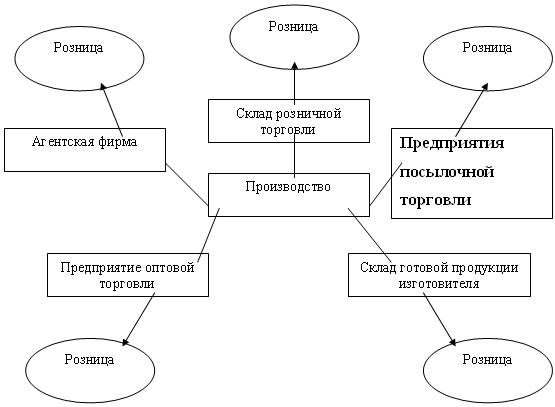 Розница
Розница
Розница
Склад розничной
торговли
Агентская фирма
Предприятия
посылочной
торговли
Производство
Предприятие оптовой
торговли
Склад готовой продукции
изготовителя
Розница
Розница